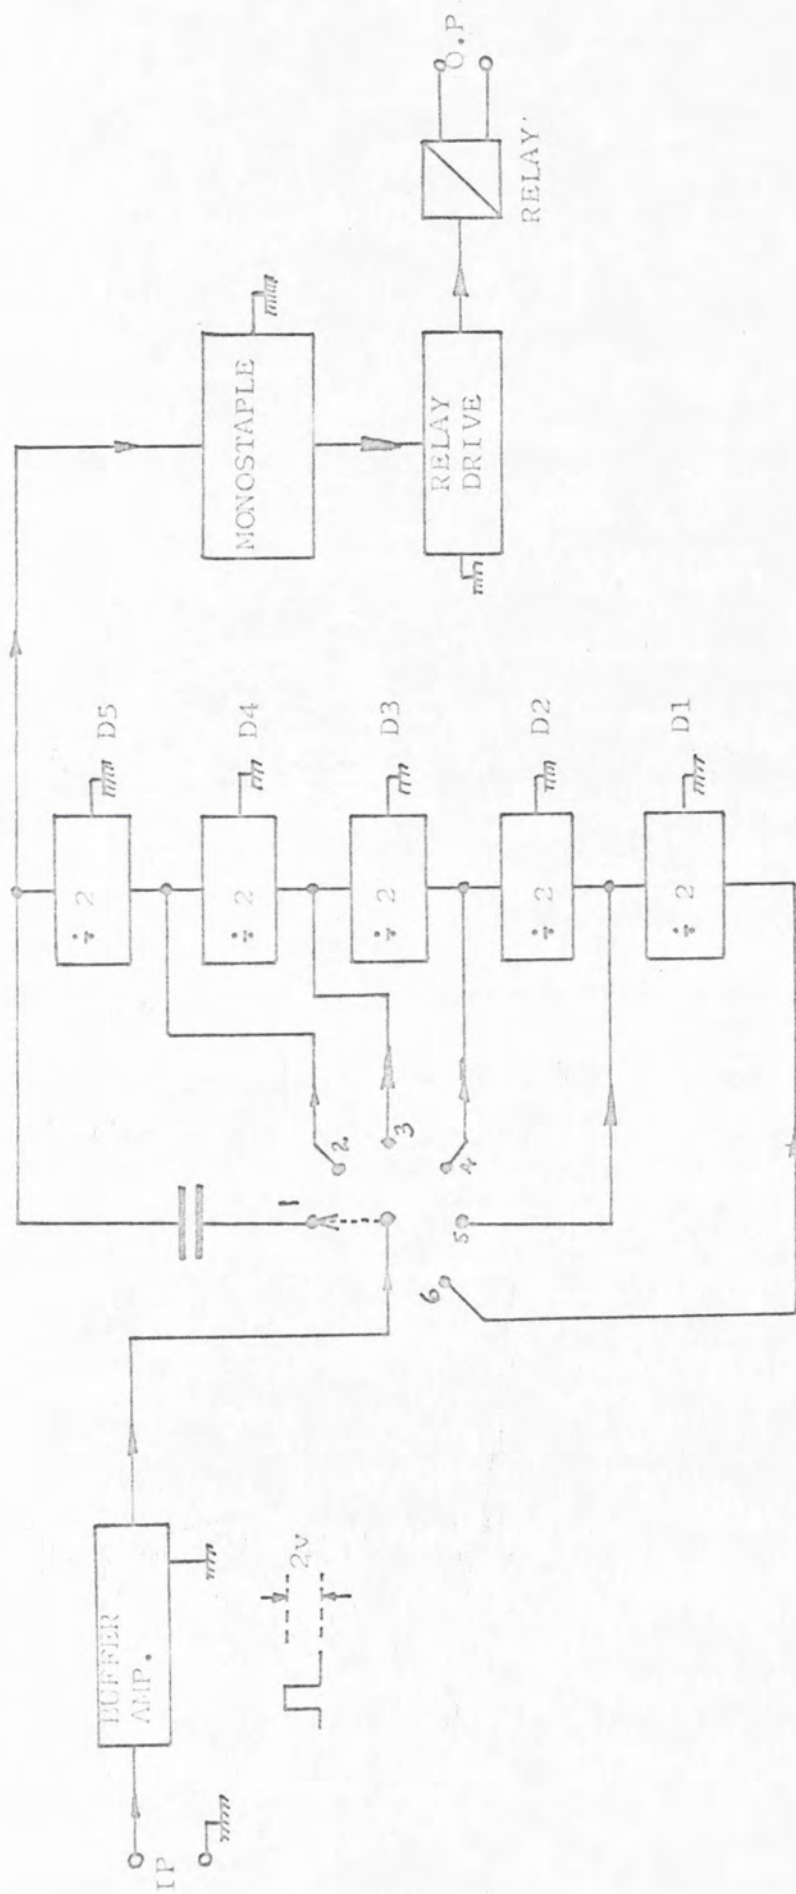 IP
BUFFER
AMP.
2v
1
2
3
4
5
6
÷ 2
D5
÷ 2
D4
÷ 2
D3
÷ 2
D2
÷ 2
D1
MONOSTAPLE
RELAY
DRIVE
RELAY
O.P